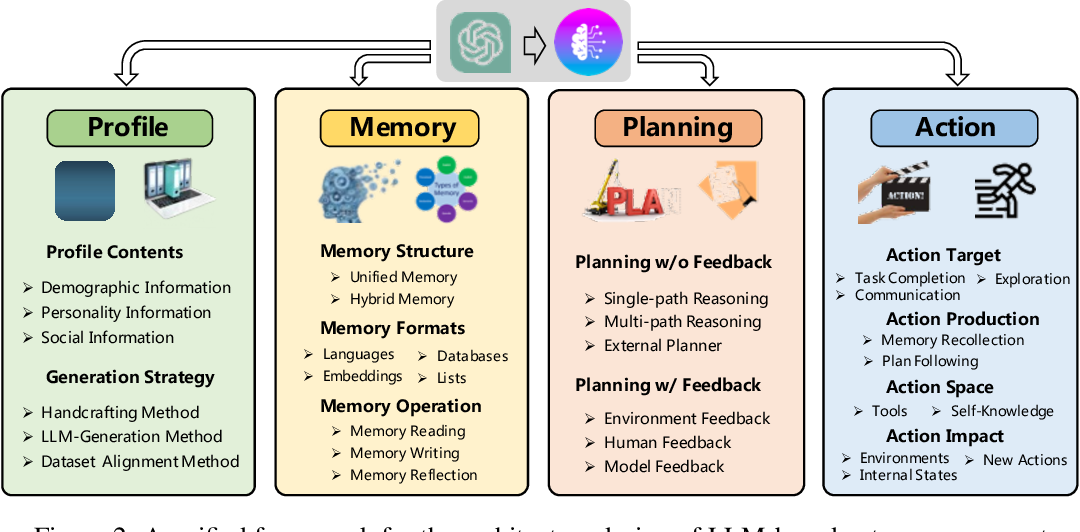 Profile
Profile Contents
➢ Demographic Information
➢ Personality Information
➢ Social Information
Generation Strategy
➢ Handcrafting Method
➢ LLM-Generation Method
➢ Dataset Alignment Method
Memory
Types of
Memory
Memory Structure
➢ Unified Memory
➢ Hybrid Memory
Memory Formats
➢ Languages ➢ Databases
➢ Embeddings ➢ Lists
Memory Operation
➢ Memory Reading
➢ Memory Writing
➢ Memory Reflection
Planning
PLAN
Planning w/o Feedback
➢ Single-path Reasoning
➢ Multi-path Reasoning
➢ External Planner
Planning w/ Feedback
➢ Environment Feedback
➢ Human Feedback
➢ Model Feedback
Action
ACTION!
Action Target
➢ Task Completion ➢ Exploration
➢ Communication
Action Production
➢ Memory Recollection
➢ Plan Following
Action Space
➢ Tools ➢ Self-Knowledge
Action Impact
➢ Environments ➢ New Actions
➢ Internal States